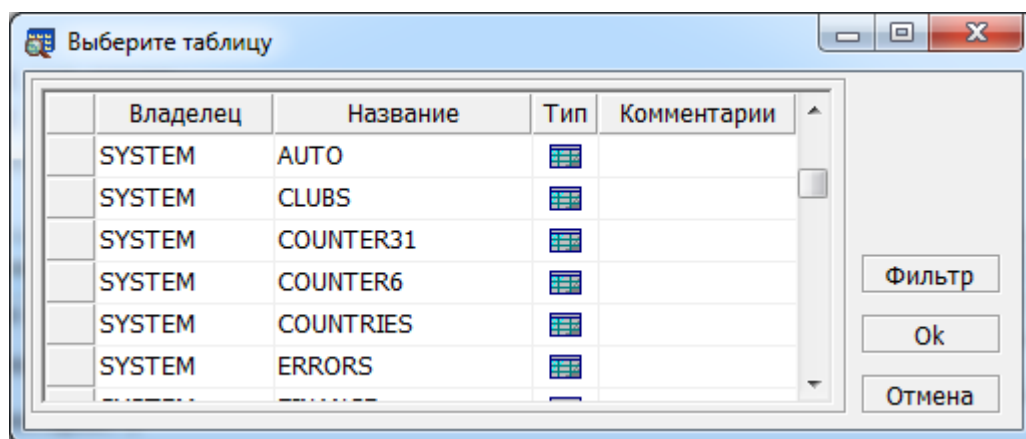 Выберите таблицу
Владелец Название Тип Комментарии
SYSTEM AUTO
SYSTEM CLUBS
SYSTEM COUNTER31
SYSTEM COUNTER6
Фильтр
SYSTEM COUNTRIES
Ok
SYSTEM ERRORS
Отмена